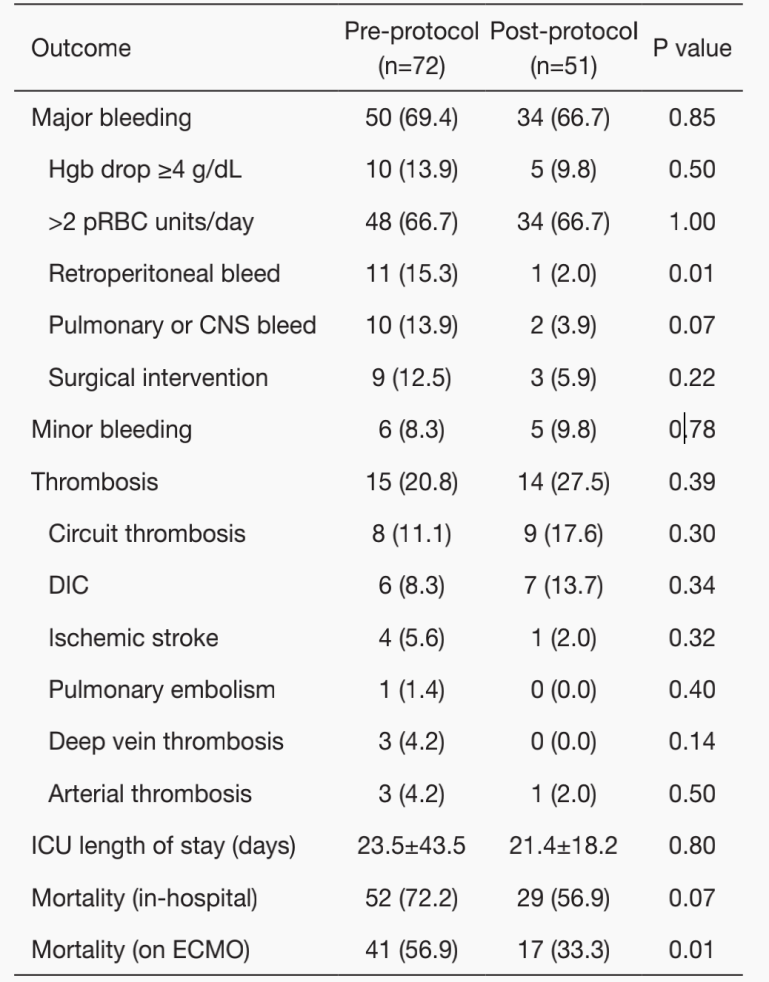 Outcome Pre-protocol (n=72) Post-protocol (n=51) P value
Major bleeding 50 (69.4) 34 (66.7) 0.85
Hgb drop ≥4 g/dL 10 (13.9) 5 (9.8) 0.50
>2 pRBC units/day 48 (66.7) 34 (66.7) 1.00
Retroperitoneal bleed 11 (15.3) 1 (2.0) 0.01
Pulmonary or CNS bleed 10 (13.9) 2 (3.9) 0.07
Surgical intervention 9 (12.5) 3 (5.9) 0.22
Minor bleeding 6 (8.3) 5 (9.8) 0.78
Thrombosis 15 (20.8) 14 (27.5) 0.39
Circuit thrombosis 8 (11.1) 9 (17.6) 0.30
DIC 6 (8.3) 7 (13.7) 0.34
Ischemic stroke 4 (5.6) 1 (2.0) 0.32
Pulmonary embolism 1 (1.4) 0 (0.0) 0.40
Deep vein thrombosis 3 (4.2) 0 (0.0) 0.14
Arterial thrombosis 3 (4.2) 1 (2.0) 0.50
ICU length of stay (days) 23.5±43.5 21.4±18.2 0.80
Mortality (in-hospital) 52 (72.2) 29 (56.9) 0.07
Mortality (on ECMO) 41 (56.9) 17 (33.3) 0.01